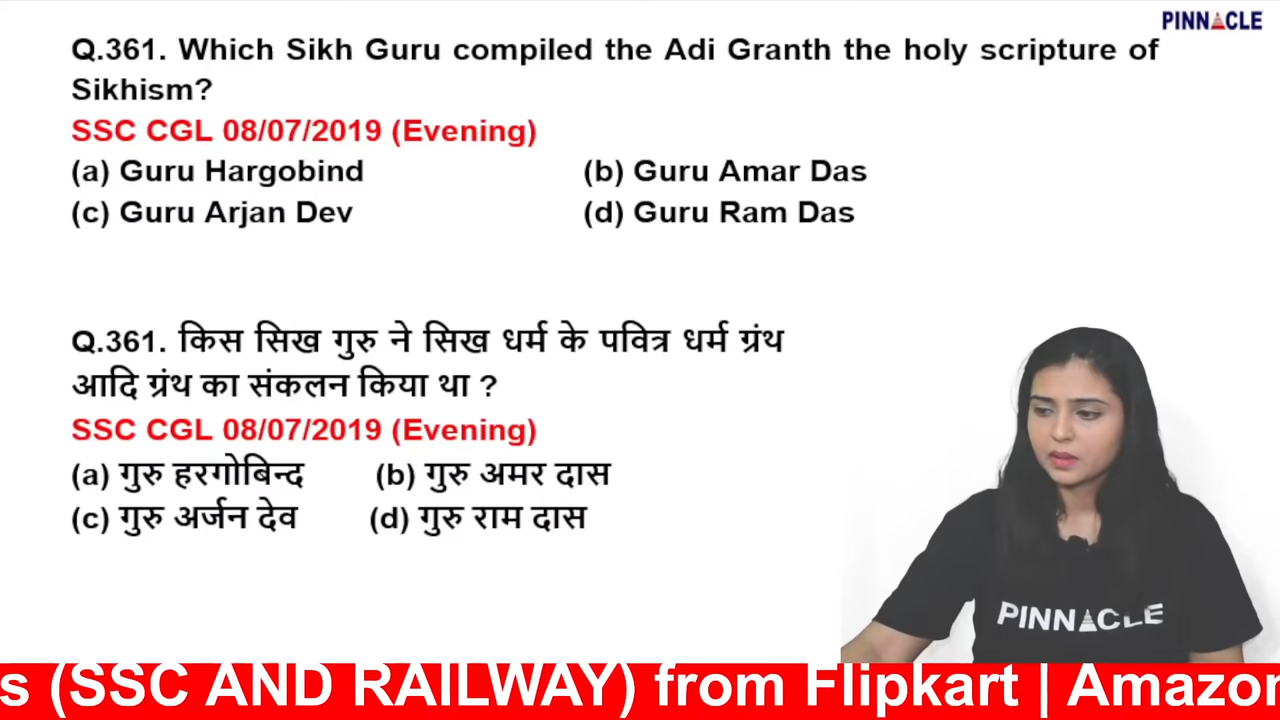 PINNACLE
Q.361. Which Sikh Guru compiled the Adi Granth the holy scripture of
Sikhism?
SSC CGL 08/07/2019 (Evening)
(a) Guru Hargobind (b) Guru Amar Das
(c) Guru Arjan Dev (d) Guru Ram Das
Q.361. किस सिख गुरु ने सिख धर्म के पवित्र धर्म ग्रंथ
आदि ग्रंथ का संकलन किया था ?
SSC CGL 08/07/2019 (Evening)
(a) गुरु हरगोबिन्द (b) गुरु अमर दास
(c) गुरु अर्जन देव (d) गुरु राम दास
PINNACLE
s (SSC AND RAILWAY) from Flipkart | Amazon